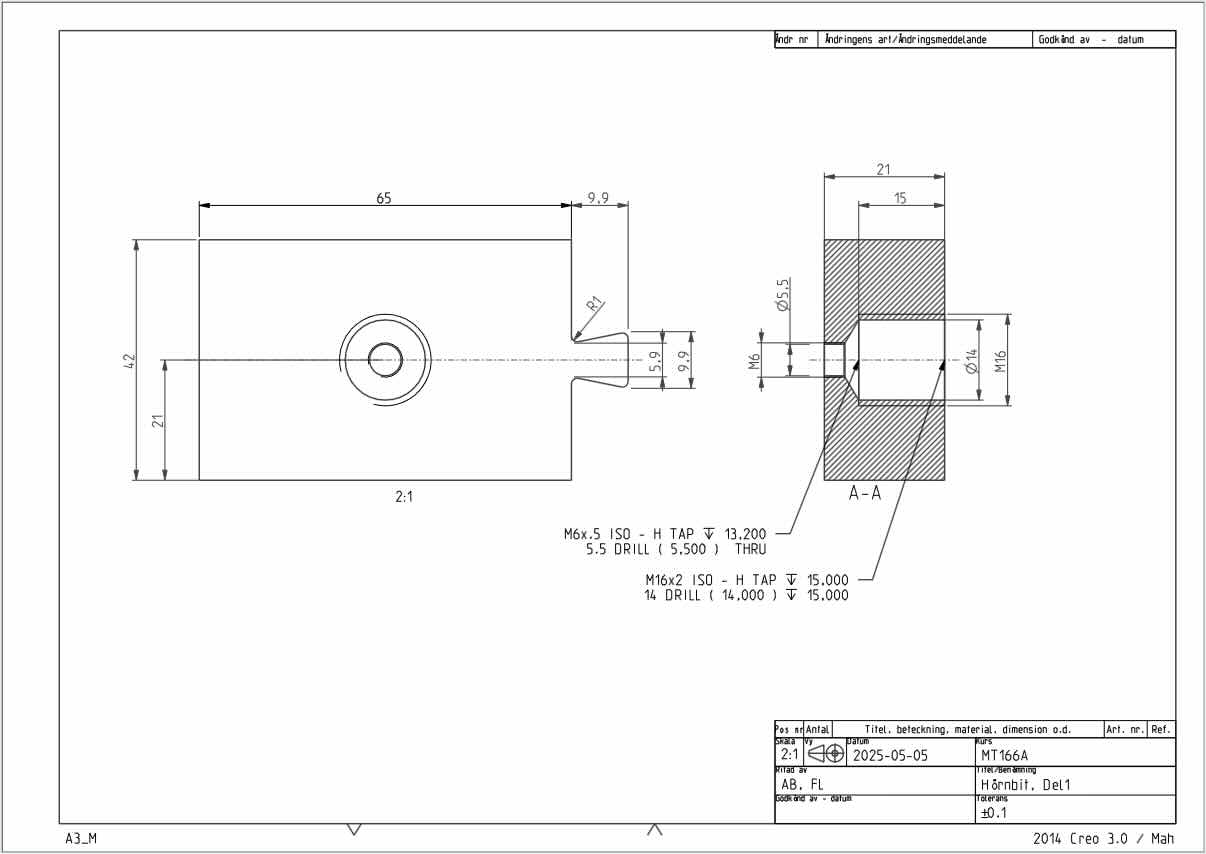 Ändr nr Ändringens art/Ändringsmeddelande Godkänd av - datum
21
65 9.9 15
R1
Ø5.5
42
21
5.9 9.9 M6 Ø14 M16
2:1
A-A
M6x.5 ISO - H TAP ↧ 13.200
5.5 DRILL ( 5.500 ) THRU
M16x2 ISO - H TAP ↧ 15.000
14 DRILL ( 14.000 ) ↧ 15.000
Pos nr Antal Titel, beteckning, material, dimension o.d. Art. nr. Ref.
Skala Vy Datum Kurs
2:1 2025-05-05 MT166A
Ritad av Titel/Benämning
AB, FL Hörnbit, Del1
Godkänd av - datum Tolerans
±0.1
A3_M 2014 Creo 3.0 / Mah